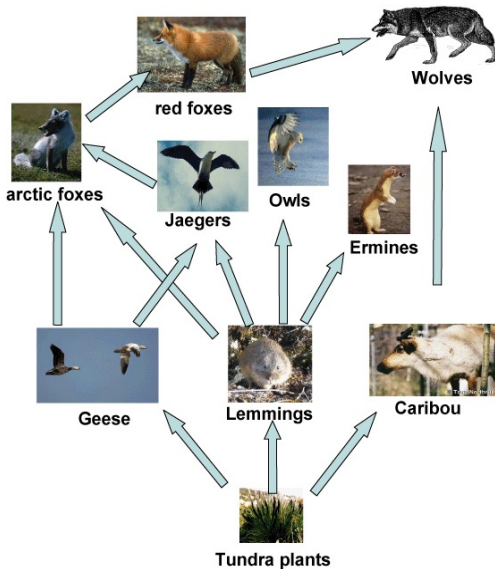 Wolves
red foxes
arctic foxes
Jaegers
Owls
Ermines
Geese
Lemmings
Caribou
Tundra plants